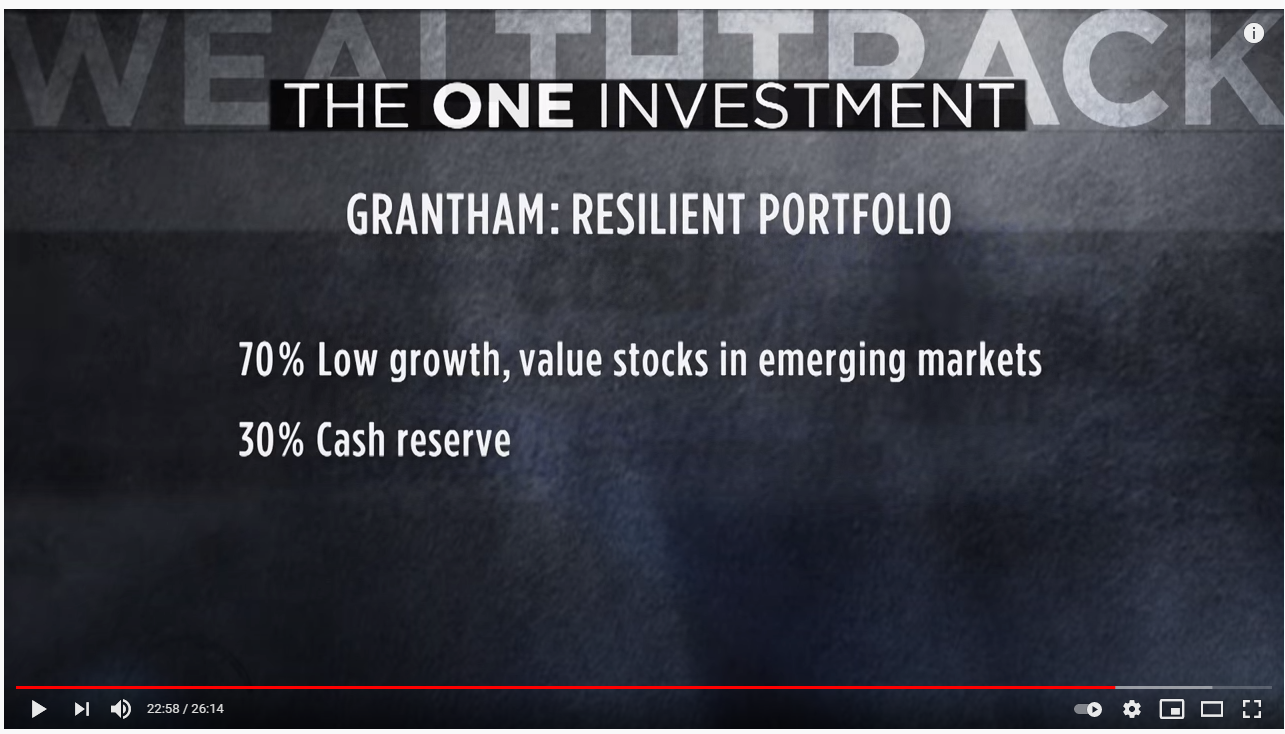 WEALTHTRACK
THE ONE INVESTMENT
GRANTHAM: RESILIENT PORTFOLIO
70% Low growth, value stocks in emerging markets
30% Cash reserve
22:58 / 26:14